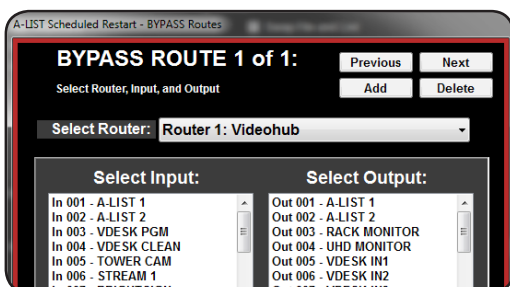 A-LIST Scheduled Restart - BYPASS Routes
BYPASS ROUTE 1 of 1:
Previous
Next
Select Router, Input, and Output
Add
Delete
Select Router:
Router 1: Videohub
Select Input:
In 001 - A-LIST 1
In 002 - A-LIST 2
In 003 - VDESK PGM
In 004 - VDESK CLEAN
In 005 - TOWER CAM
In 006 - STREAM 1
Select Output:
Out 001 - A-LIST 1
Out 002 - A-LIST 2
Out 003 - RACK MONITOR
Out 004 - UHD MONITOR
Out 005 - VDESK IN1
Out 006 - VDESK IN2